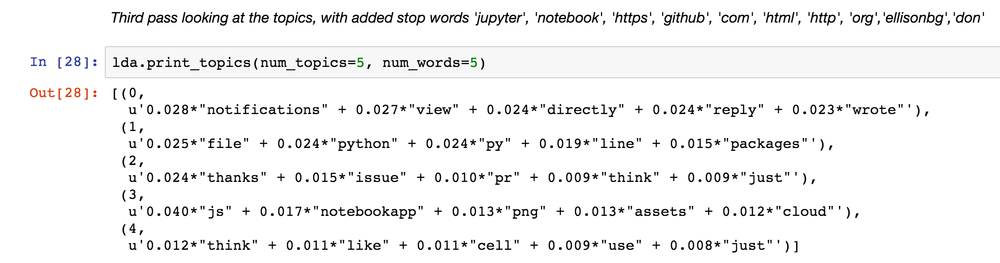 Third pass looking at the topics, with added stop words 'jupyter', 'notebook', 'https', 'github', 'com', 'html', 'http', 'org','ellisonbg','don'
In [28]: lda.print_topics(num_topics=5, num_words=5)
Out[28]: [(0,
u'0.028*"notifications" + 0.027*"view" + 0.024*"directly" + 0.024*"reply" + 0.023*"wrote"'),
(1,
u'0.025*"file" + 0.024*"python" + 0.024*"py" + 0.019*"line" + 0.015*"packages"'),
(2,
u'0.024*"thanks" + 0.015*"issue" + 0.010*"pr" + 0.009*"think" + 0.009*"just"'),
(3,
u'0.040*"js" + 0.017*"notebookapp" + 0.013*"png" + 0.013*"assets" + 0.012*"cloud"'),
(4,
u'0.012*"think" + 0.011*"like" + 0.011*"cell" + 0.009*"use" + 0.008*"just"')]